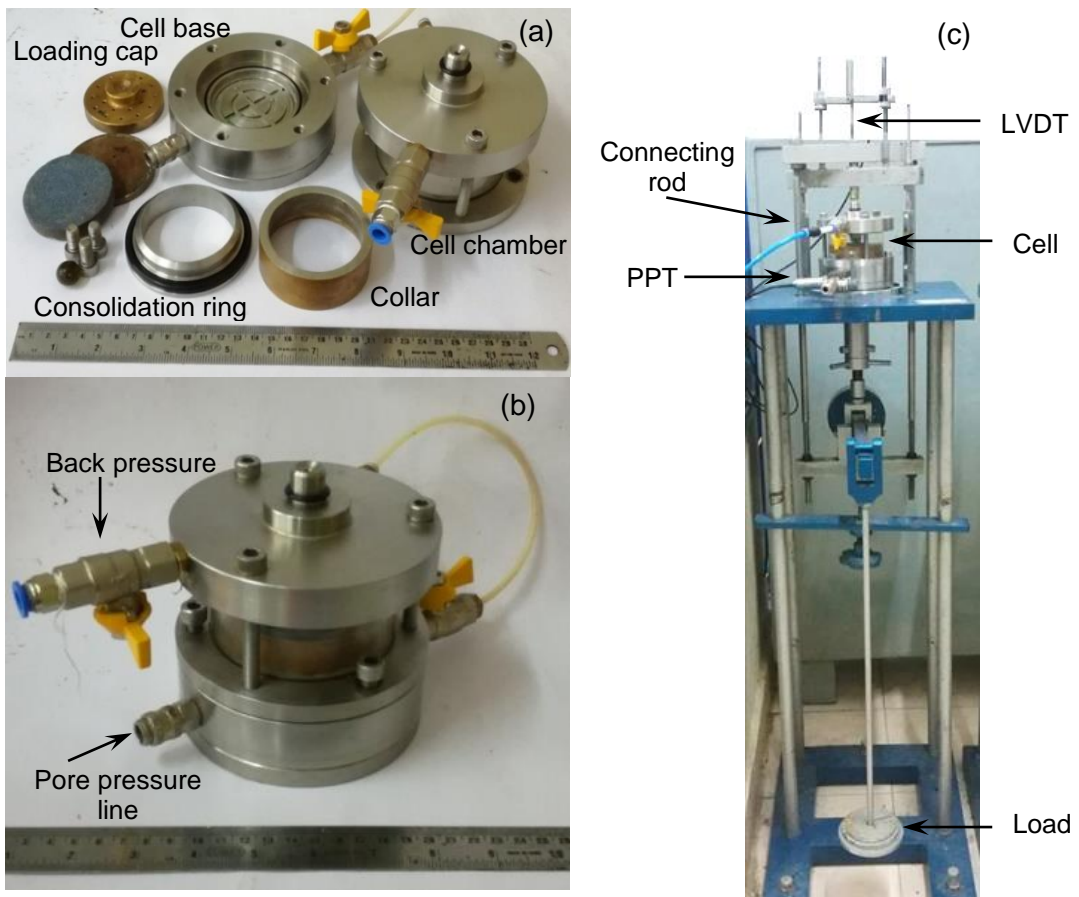 (a)
Cell base
Loading cap
Cell chamber
Consolidation ring
Collar
(b)
Back pressure
Pore pressure
line
(c)
LVDT
Connecting
rod
Cell
PPT
Load